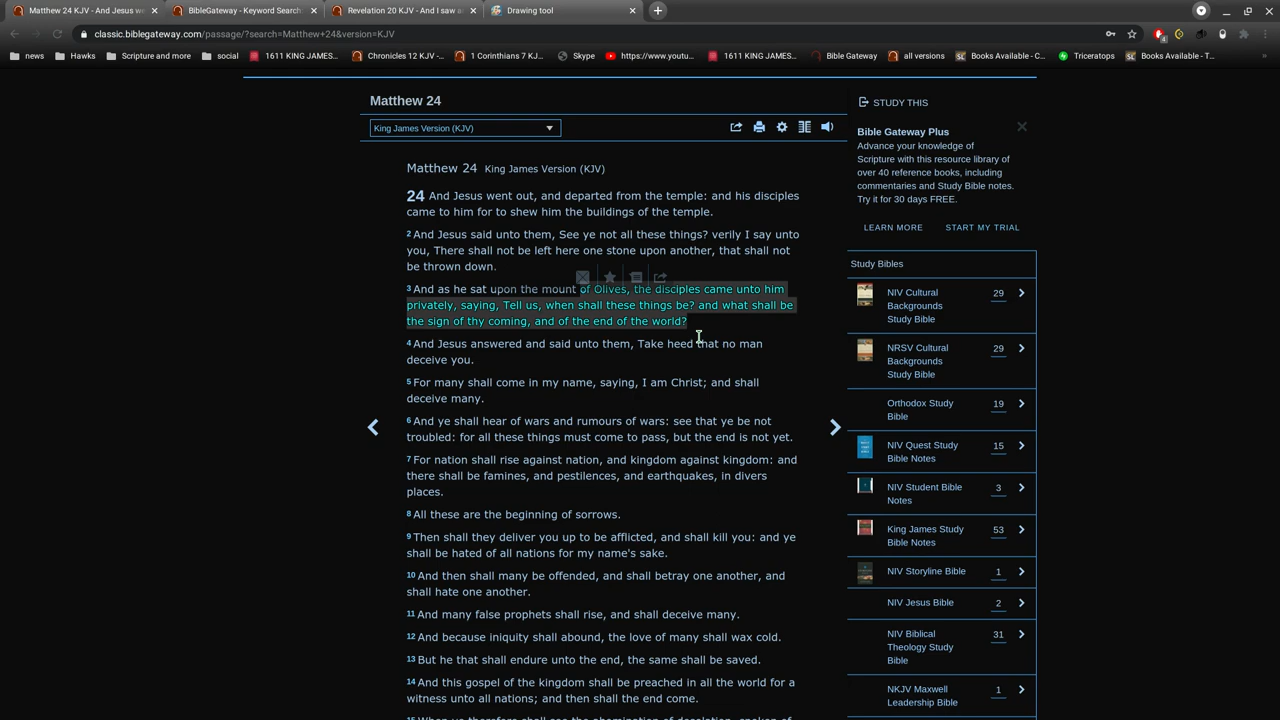 Matthew 24 KJV - And Jesus we
BibleGateway - Keyword Search:
Revelation 20 KJV - And I saw a
Drawing tool
classic.biblegateway.com/passage/?search=Matthew+24&version=KJV
news
Hawks
Scripture and more
social
1611 KING JAMES...
Chronicles 12 KJV -...
1 Corinthians 7 KJ...
Skype
https://www.youtu...
1611 KING JAMES...
Bible Gateway
all versions
Books Available - C...
Triceratops
Books Available - T...
Matthew 24
King James Version (KJV)
Matthew 24 King James Version (KJV)
24 And Jesus went out, and departed from the temple: and his disciples
came to him for to shew him the buildings of the temple.
2 And Jesus said unto them, See ye not all these things? verily I say unto
you, There shall not be left here one stone upon another, that shall not
be thrown down.
3 And as he sat upon the mount of Olives, the disciples came unto him
privately, saying, Tell us, when shall these things be? and what shall be
the sign of thy coming, and of the end of the world?
4 And Jesus answered and said unto them, Take heed that no man
deceive you.
5 For many shall come in my name, saying, I am Christ; and shall
deceive many.
6 And ye shall hear of wars and rumours of wars: see that ye be not
troubled: for all these things must come to pass, but the end is not yet.
7 For nation shall rise against nation, and kingdom against kingdom: and
there shall be famines, and pestilences, and earthquakes, in divers
places.
8 All these are the beginning of sorrows.
9 Then shall they deliver you up to be afflicted, and shall kill you: and ye
shall be hated of all nations for my name's sake.
10 And then shall many be offended, and shall betray one another, and
shall hate one another.
11 And many false prophets shall rise, and shall deceive many.
12 And because iniquity shall abound, the love of many shall wax cold.
13 But he that shall endure unto the end, the same shall be saved.
14 And this gospel of the kingdom shall be preached in all the world for a
witness unto all nations; and then shall the end come.
15 When ye therefore shall see the abomination of desolation, spoken of
STUDY THIS
Bible Gateway Plus
Advance your knowledge of
Scripture with this resource library of
over 40 reference books, including
commentaries and Study Bible notes.
Try it for 30 days FREE.
LEARN MORE
START MY TRIAL
Study Bibles
NIV Cultural 29
Backgrounds
Study Bible
NRSV Cultural 29
Backgrounds
Study Bible
Orthodox Study 19
Bible
NIV Quest Study 15
Bible Notes
NIV Student Bible 3
Notes
King James Study 53
Bible Notes
NIV Storyline Bible 1
NIV Jesus Bible 2
NIV Biblical 31
Theology Study
Bible
NKJV Maxwell 1
Leadership Bible